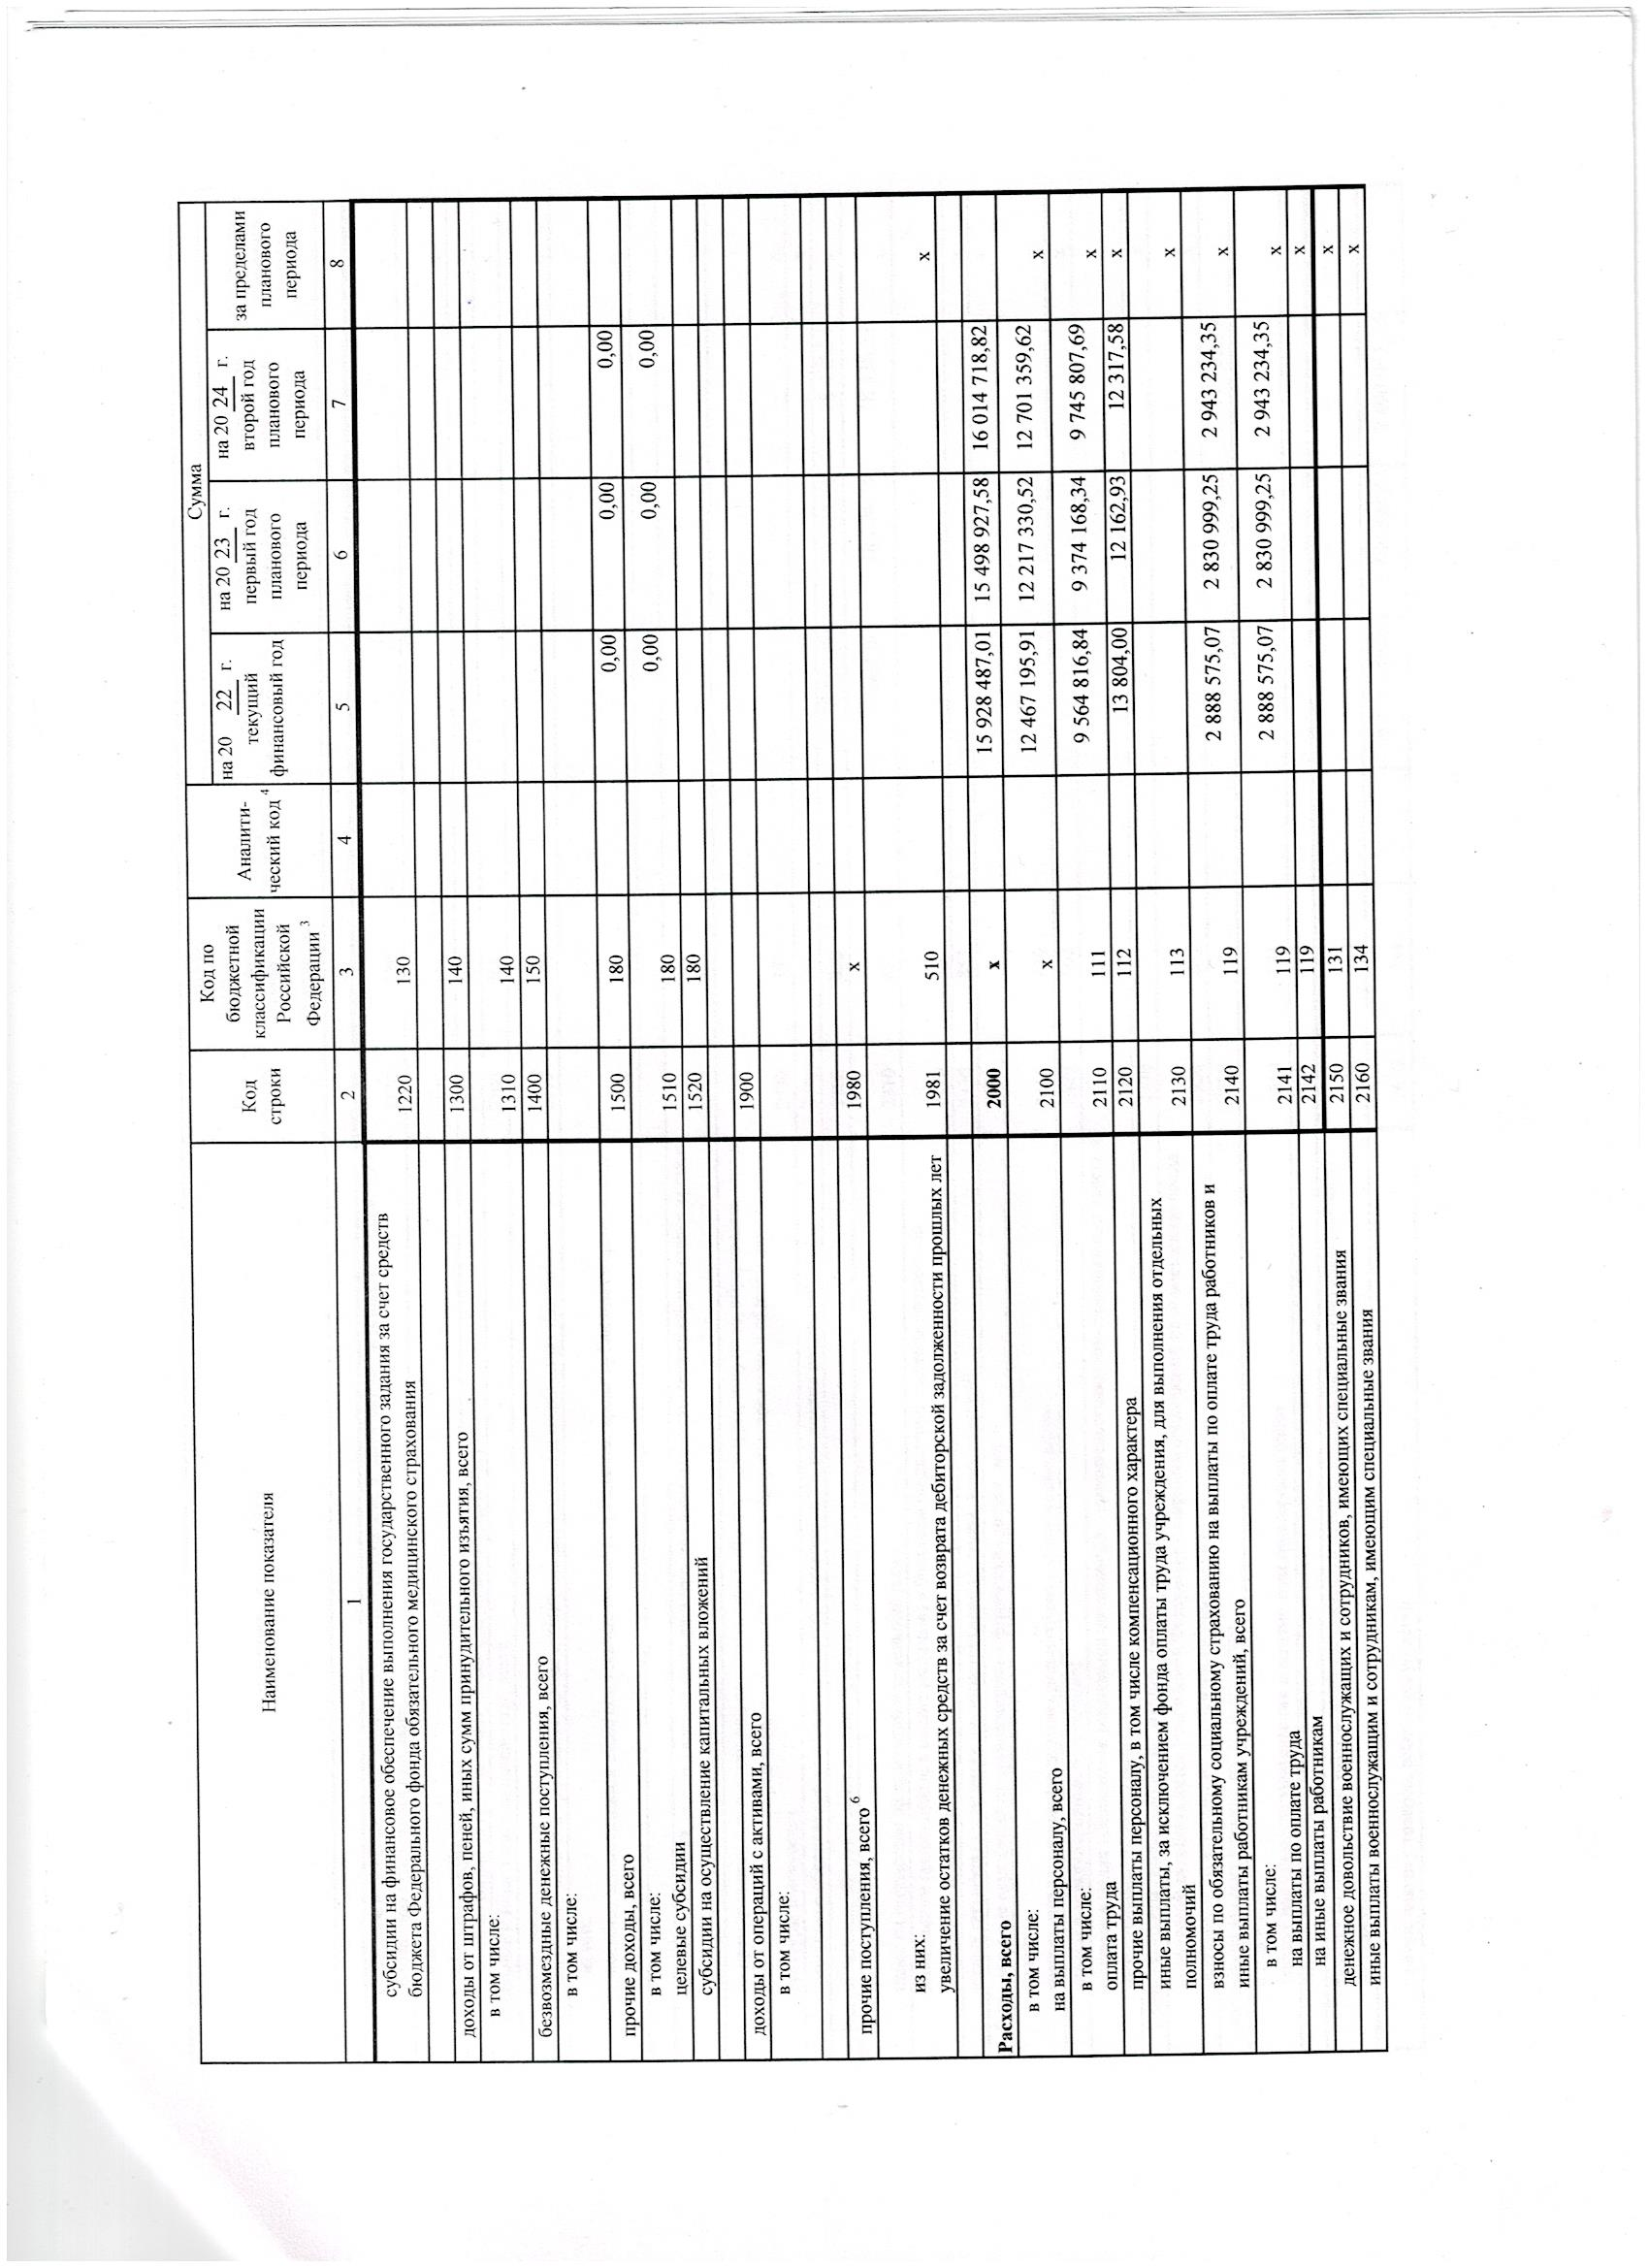 Наименование показателя
Код
строки
Код по
бюджетной
классификации
Российской
Федерации 3
Аналити-
ческий код 4
Сумма
на 20 22 г.
текущий
финансовый год
на 20 23 г.
первый год
планового
периода
на 20 24 г.
второй год
планового
периода
за пределами
планового
периода
1 2 3 4 5 6 7 8
субсидии на финансовое обеспечение выполнения государственного задания за счет средств
бюджета Федерального фонда обязательного медицинского страхования 1220 130
доходы от штрафов, пеней, иных сумм принудительного изъятия, всего 1300 140
в том числе:
1310 140
безвозмездные денежные поступления, всего 1400 150
в том числе:
прочие доходы, всего 1500 180 0,00 0,00 0,00
в том числе:
целевые субсидии 1510 180 0,00 0,00 0,00
субсидии на осуществление капитальных вложений 1520 180
доходы от операций с активами, всего 1900
в том числе:
прочие поступления, всего 6 1980 х
из них:
увеличение остатков денежных средств за счет возврата дебиторской задолженности прошлых лет 1981 510 х
Расходы, всего 2000 х 15 928 487,01 15 498 927,58 16 014 718,82
в том числе:
на выплаты персоналу, всего 2100 х 12 467 195,91 12 217 330,52 12 701 359,62 х
в том числе:
оплата труда 2110 111 9 564 816,84 9 374 168,34 9 745 807,69 х
прочие выплаты персоналу, в том числе компенсационного характера 2120 112 13 804,00 12 162,93 12 317,58 х
иные выплаты, за исключением фонда оплаты труда учреждения, для выполнения отдельных
полномочий 2130 113 х
взносы по обязательному социальному страхованию на выплаты по оплате труда работников и
иные выплаты работникам учреждений, всего 2140 119 2 888 575,07 2 830 999,25 2 943 234,35 х
в том числе:
на выплаты по оплате труда 2141 119 2 888 575,07 2 830 999,25 2 943 234,35 х
на иные выплаты работникам 2142 119 х
денежное довольствие военнослужащих и сотрудников, имеющих специальные звания 2150 131 х
иные выплаты военнослужащим и сотрудникам, имеющим специальные звания 2160 134 х